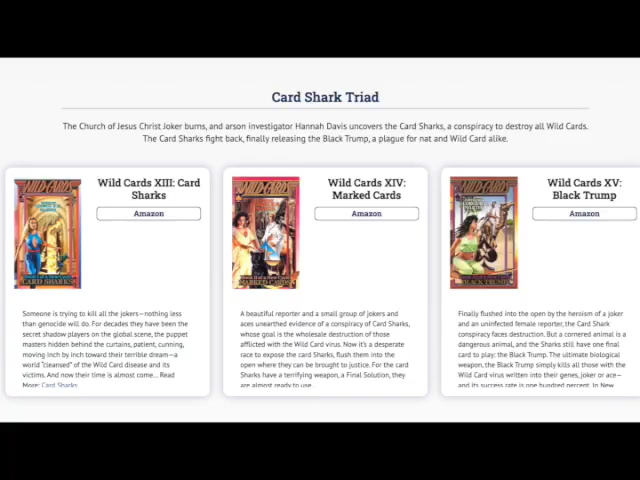 Card Shark Triad
The Church of Jesus Christ Joker burns, and arson investigator Hannah Davis uncovers the Card Sharks, a conspiracy to destroy all Wild Cards.
The Card Sharks fight back, finally releasing the Black Trump, a plague for nat and Wild Card alike.
WILD CARDS
CARD SHARKS
Wild Cards XIII: Card
Sharks
Amazon
Someone is trying to kill all the jokers—nothing less
than genocide will do. For decades they have been the
secret shadow players on the global scene, the puppet
masters hidden behind the curtains, patient, cunning,
moving inch by inch toward their terrible dream—a
world "cleansed" of the Wild Card disease and its
victims. And now their time is almost come... Read
More: Card Sharks
WILD CARDS
MARKED CARDS
Wild Cards XIV:
Marked Cards
Amazon
A beautiful reporter and a small group of jokers and
aces unearthed evidence of a conspiracy of Card Sharks,
whose goal is the wholesale destruction of those
afflicted with the Wild Card virus. Now it's a desperate
race to expose the Card Sharks, flush them into the
open where they can be brought to justice. For the card
Sharks have a terrifying weapon, a Final Solution, they
are almost ready to use.
WILD CARDS
BLACK TRUMP
Wild Cards XV:
Black Trump
Amazon
Finally flushed into the open by the heroism of a joker
and an uninfected female reporter, the Card Shark
conspiracy faces destruction. But a cornered animal is a
dangerous animal, and the Sharks still have one final
card to play: the Black Trump. The ultimate biological
weapon, the Black Trump simply kills all those with the
Wild Card virus written into their genes, joker or ace—
and its success rate is one hundred percent. In New